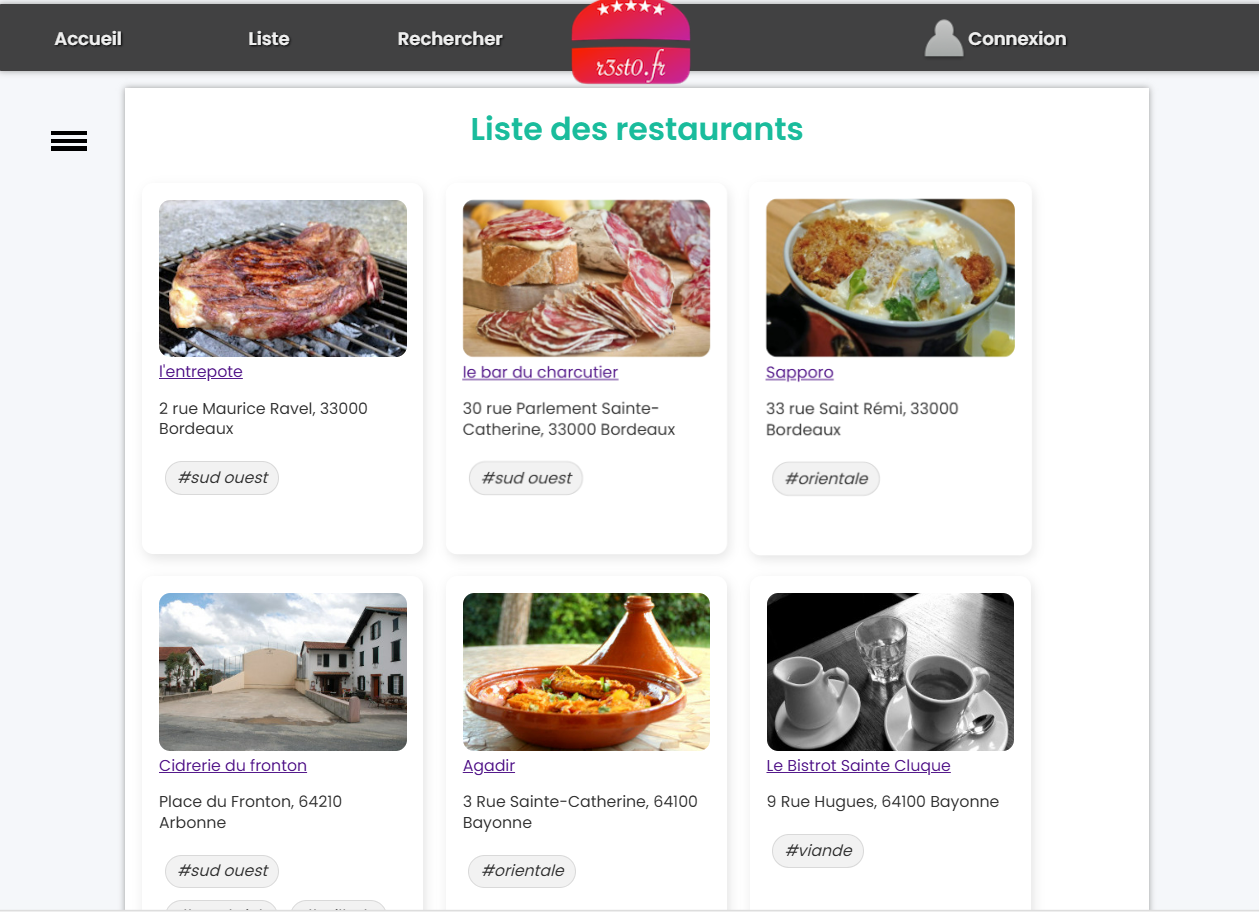 Accueil
Liste
Rechercher
r3st0.fr
Connexion
Liste des restaurants
l'entrepote
2 rue Maurice Ravel, 33000
Bordeaux
#sud ouest
le bar du charcutier
30 rue Parlement Sainte-
Catherine, 33000 Bordeaux
#sud ouest
Sapporo
33 rue Saint Rémi, 33000
Bordeaux
#orientale
Cidrerie du fronton
Place du Fronton, 64210
Arbonne
#sud ouest
Agadir
3 Rue Sainte-Catherine, 64100
Bayonne
#orientale
Le Bistrot Sainte Cluque
9 Rue Hugues, 64100 Bayonne
#viande